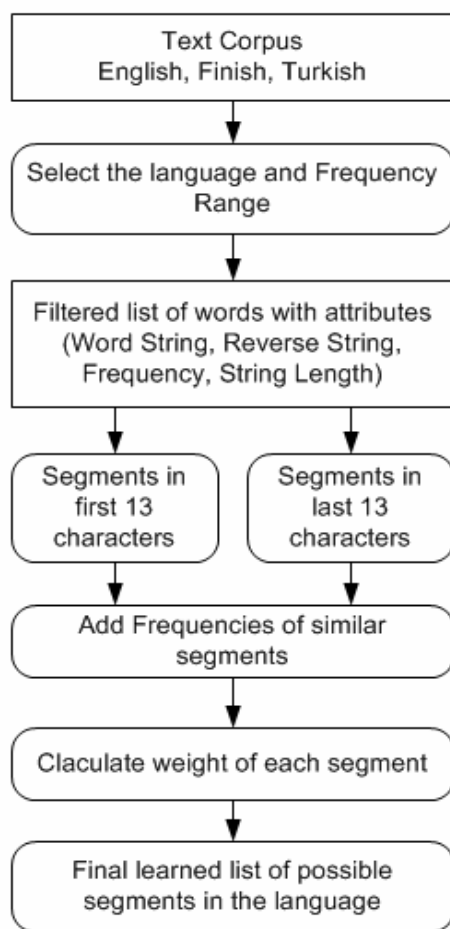 Text Corpus
English, Finish, Turkish
Select the language and Frequency
Range
Filtered list of words with attributes
(Word String, Reverse String,
Frequency, String Length)
Segments in
first 13
characters
Segments in
last 13
characters
Add Frequencies of similar
segments
Claculate weight of each segment
Final learned list of possible
segments in the language